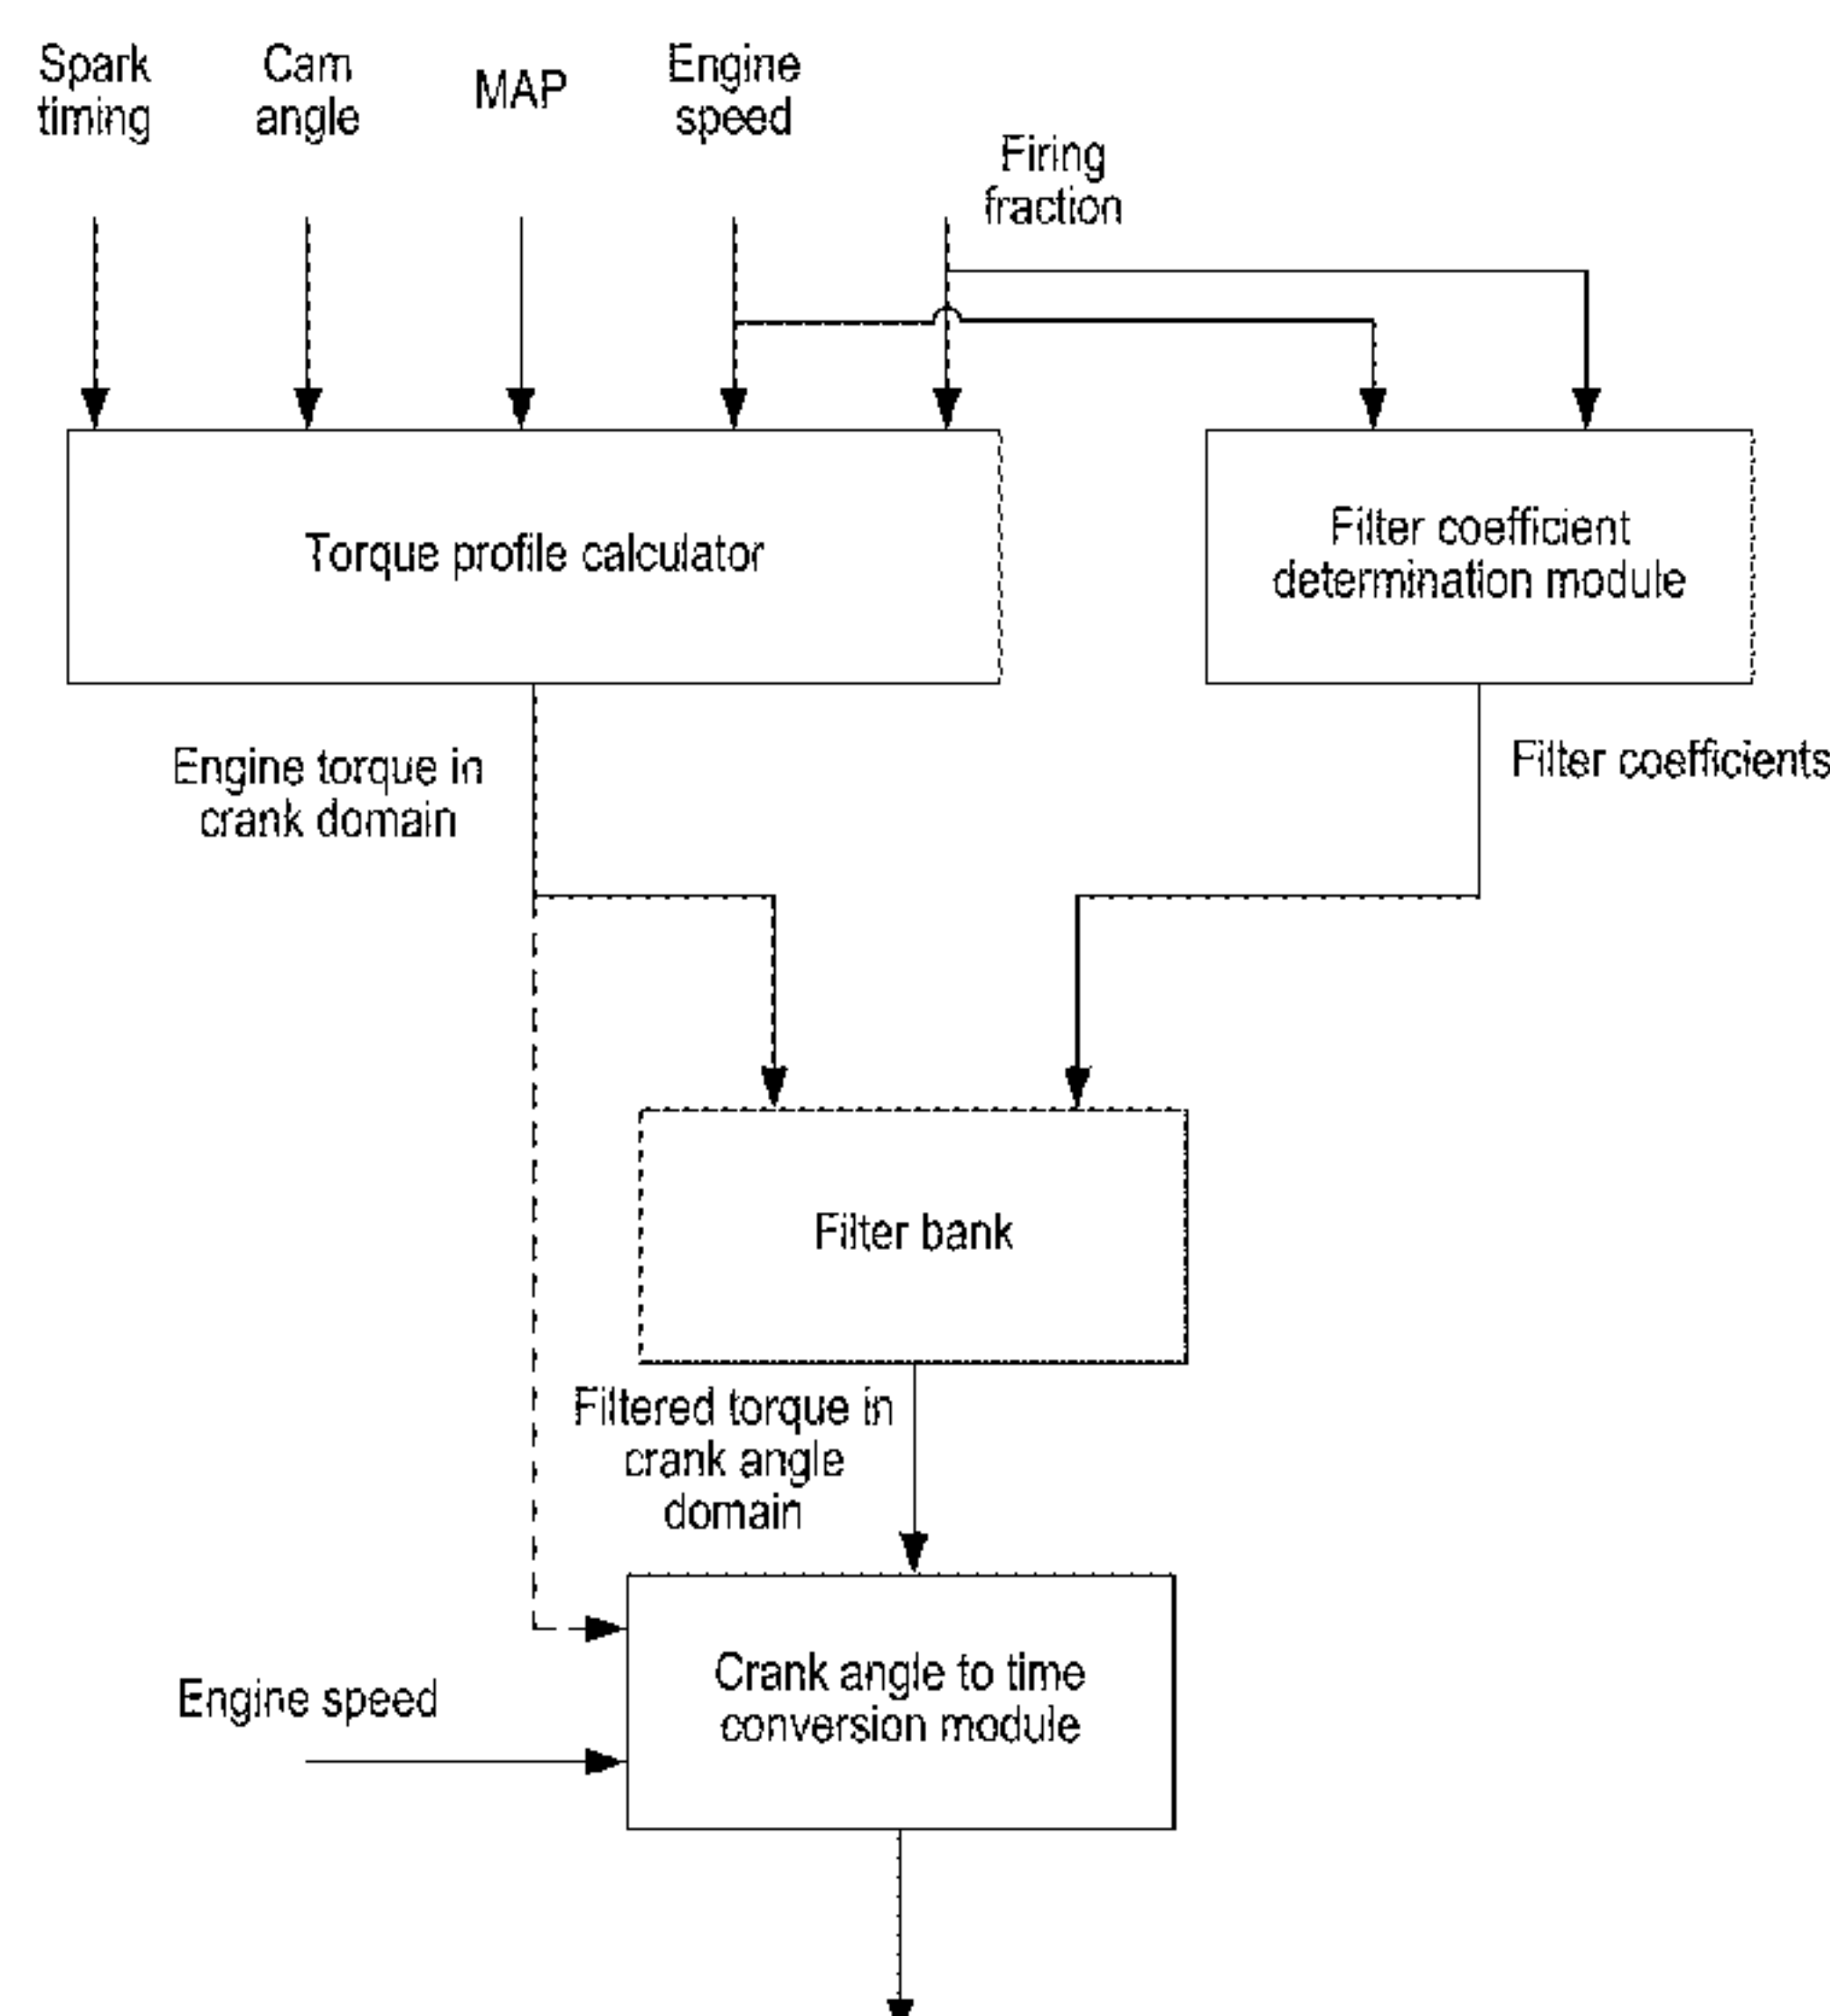 Spark
timing
Cam
angle
MAP
Engine
speed
Firing
fraction
Torque profile calculator
Filter coefficient
determination module
Engine torque in
crank domain
Filter coefficients
Filter bank
Filtered torque in
crank angle
domain
Crank angle to time
conversion module
Engine speed